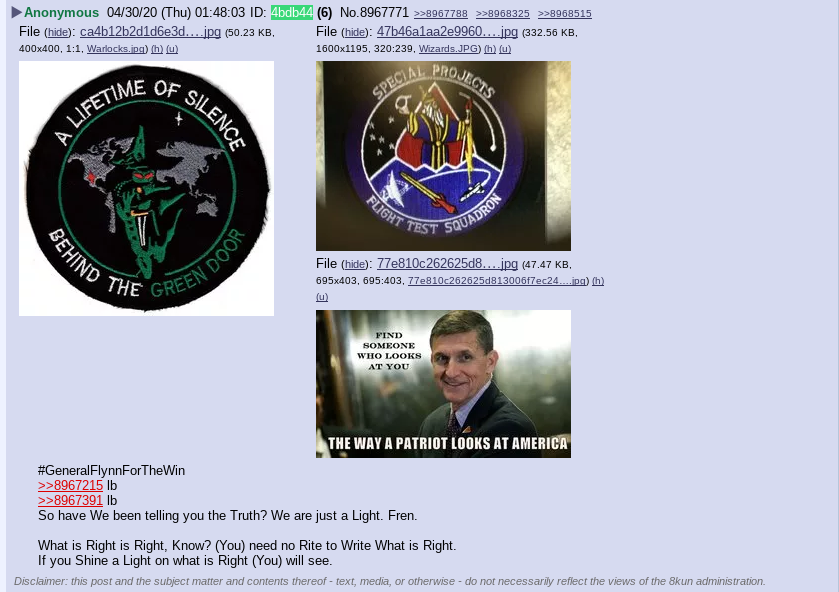 ▶Anonymous 04/30/20 (Thu) 01:48:03 ID: 4bdb44 (6) No.8967771 >>8967788 >>8968325 >>8968515
File (hide): ca4b12b2d1d6e3d….jpg (50.23 KB,
400x400, 1:1, Warlocks.jpg) (h) (u)
A LIFETIME OF SILENCE
BEHIND THE GREEN DOOR
File (hide): 47b46a1aa2e9960….jpg (332.56 KB,
1600x1195, 320:239, Wizards.JPG) (h) (u)
SPECIAL PROJECTS
FLIGHT TEST SQUADRON
File (hide): 77e810c262625d8….jpg (47.47 KB,
695x403, 695:403, 77e810c262625d813006f7ec24….jpg) (h)
(u)
FIND
SOMEONE
WHO LOOKS
AT YOU
THE WAY A PATRIOT LOOKS AT AMERICA
#GeneralFlynnForTheWin
>>8967215 lb
>>8967391 lb
So have We been telling you the Truth? We are just a Light. Fren.
What is Right is Right, Know? (You) need no Rite to Write What is Right.
If you Shine a Light on what is Right (You) will see.
Disclaimer: this post and the subject matter and contents thereof - text, media, or otherwise - do not necessarily reflect the views of the 8kun administration.